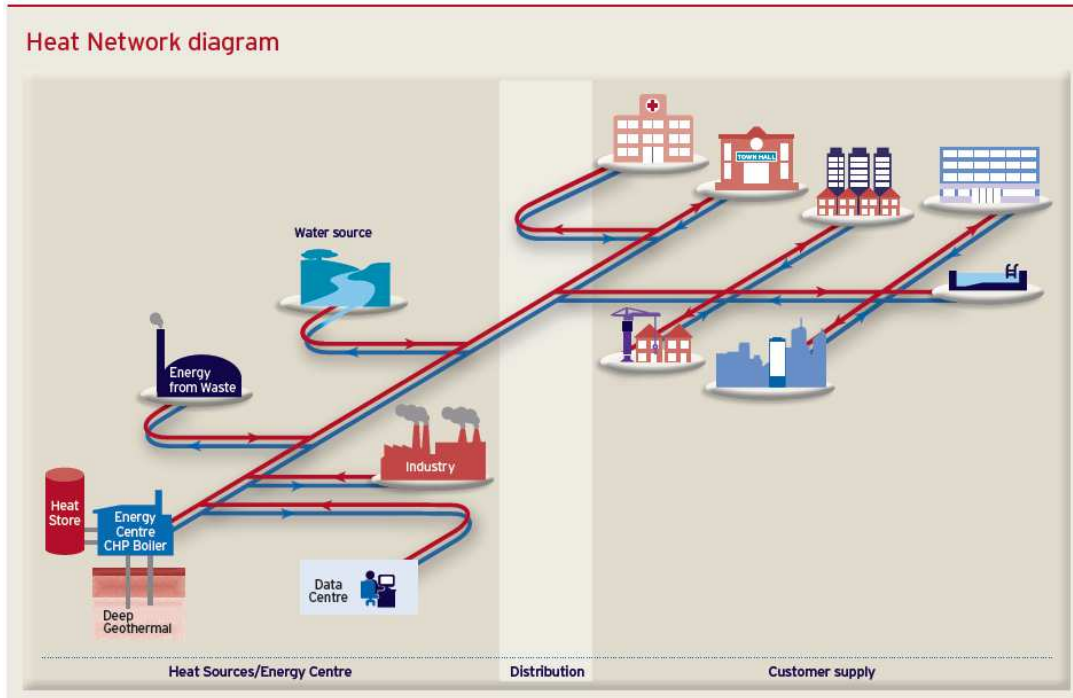 Heat Network diagram
TOWN HALL
Water source
Energy
from Waste
Industry
Heat
Store
Energy
Centre
CHP Boiler
Data
Centre
Deep
Geothermal
Heat Sources/Energy Centre
Distribution
Customer supply